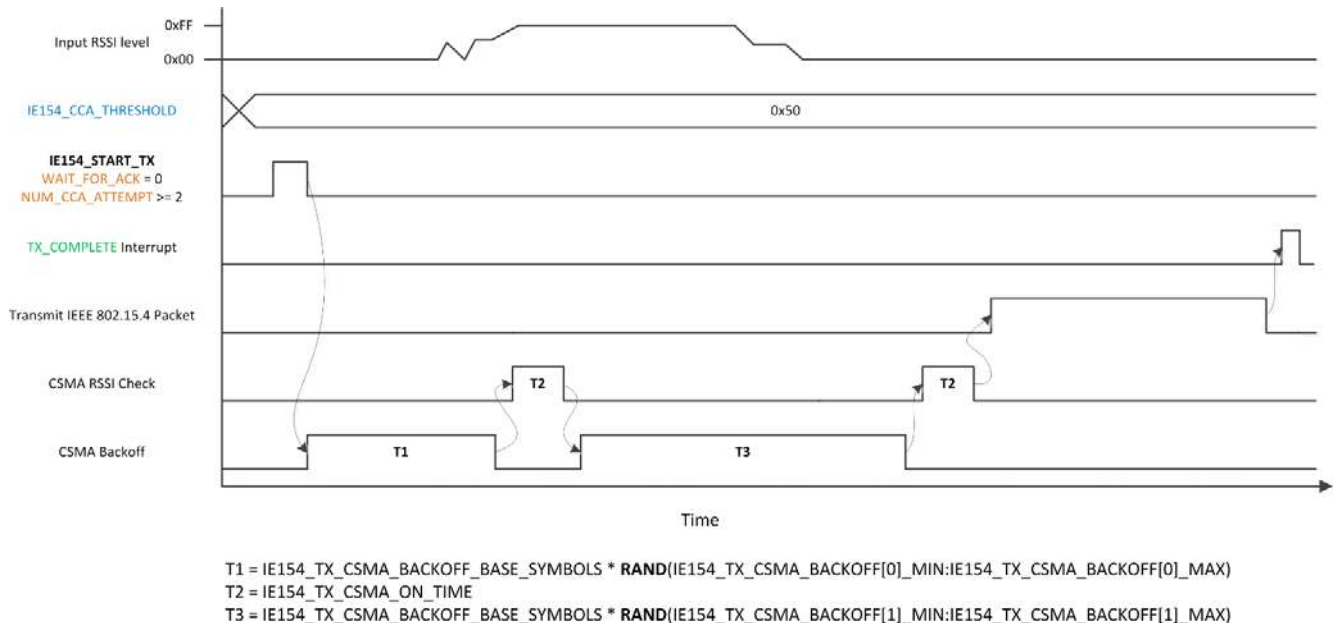 0xFF
Input RSSI level
0x00
IE154_CCA_THRESHOLD
0x50
IE154_START_TX
WAIT_FOR_ACK = 0
NUM_CCA_ATTEMPT >= 2
TX_COMPLETE Interrupt
Transmit IEEE 802.15.4 Packet
CSMA RSSI Check
T2
T2
CSMA Backoff
T1
T3
Time
T1 = IE154_TX_CSMA_BACKOFF_BASE_SYMBOLS * RAND(IE154_TX_CSMA_BACKOFF[0]_MIN:IE154_TX_CSMA_BACKOFF[0]_MAX)
T2 = IE154_TX_CSMA_ON_TIME
T3 = IE154_TX_CSMA_BACKOFF_BASE_SYMBOLS * RAND(IE154_TX_CSMA_BACKOFF[1]_MIN:IE154_TX_CSMA_BACKOFF[1]_MAX)